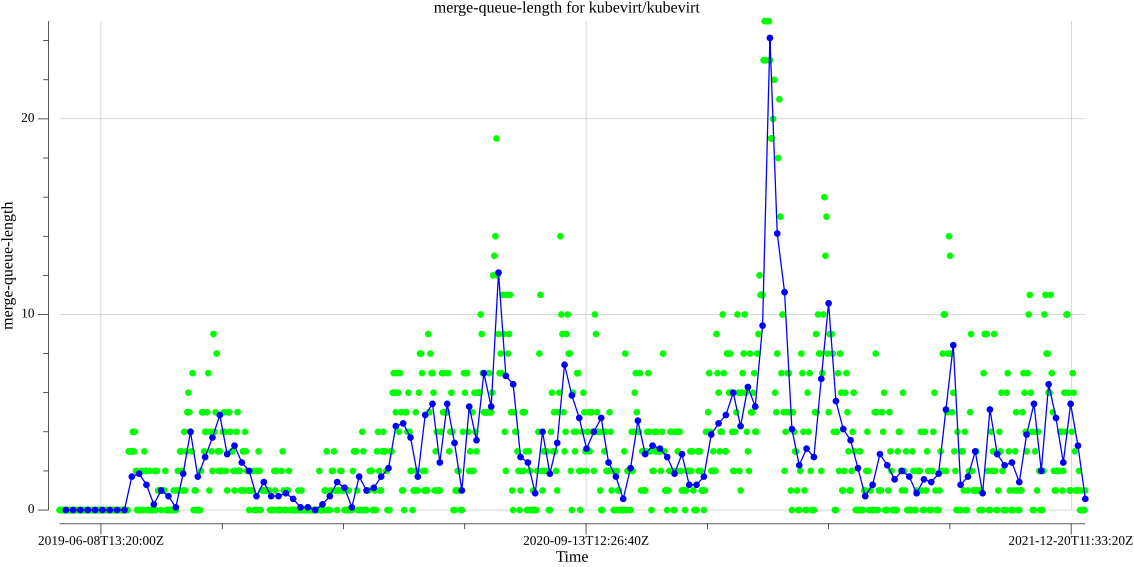 merge-queue-length for kubevirt/kubevirt
20
10
0
merge-queue-length
2019-06-08T13:20:00Z
2020-09-13T12:26:40Z
2021-12-20T11:33:20Z
Time